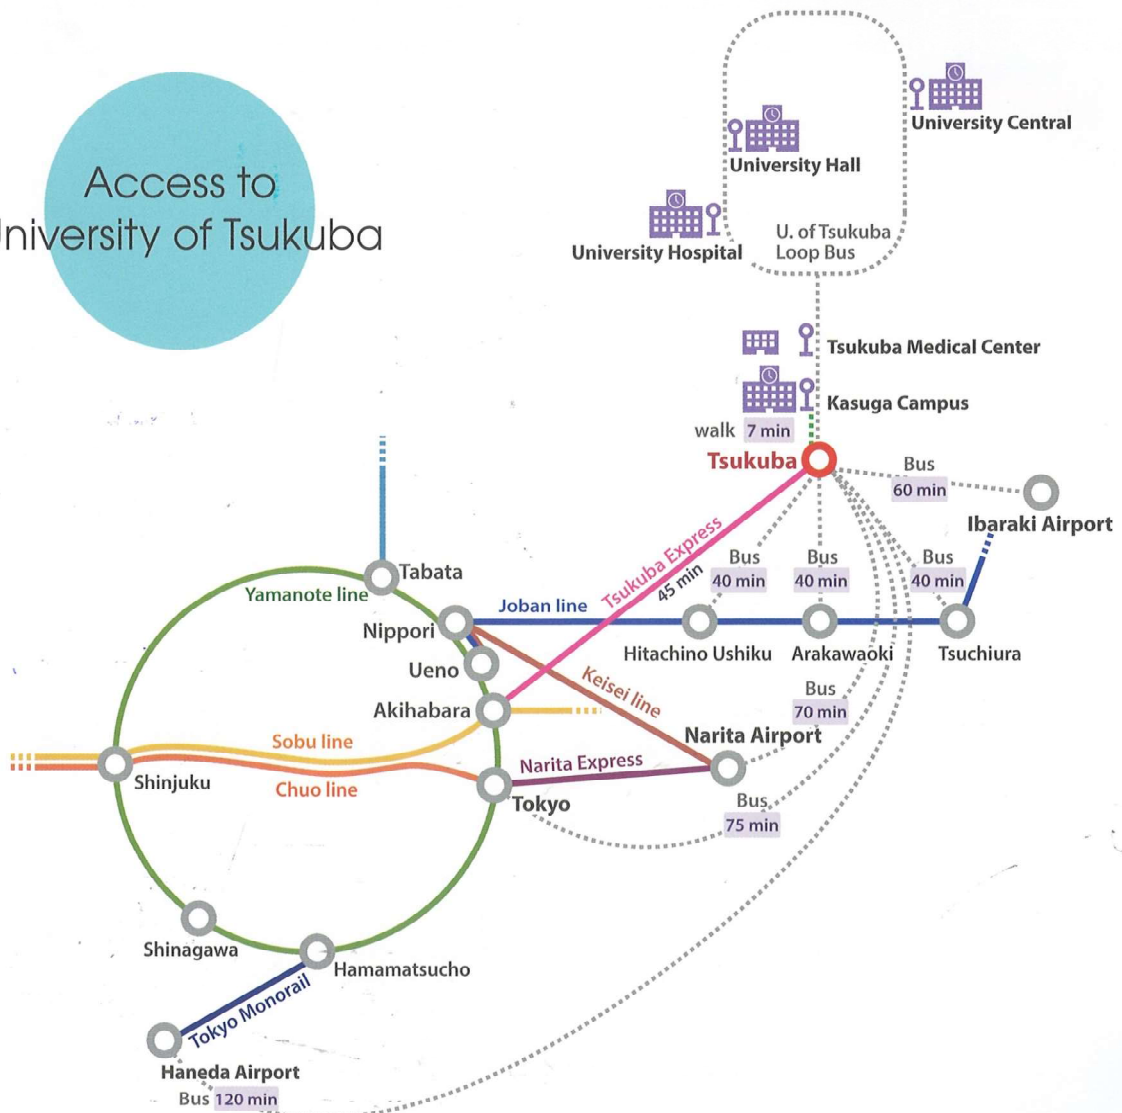 Access to
University of Tsukuba
University Central
University Hall
University Hospital
U. of Tsukuba
Loop Bus
Tsukuba Medical Center
Kasuga Campus
walk 7 min
Tsukuba
Bus
60 min
Ibaraki Airport
Tsukuba Express
45 min
Bus
40 min
Bus
40 min
Bus
40 min
Tabata
Yamanote line
Nippori
Joban line
Hitachino Ushiku
Arakawaoki
Tsuchiura
Ueno
Keisei line
Akihabara
Bus
70 min
Narita Airport
Sobu line
Narita Express
Shinjuku
Chuo line
Tokyo
Bus
75 min
Shinagawa
Hamamatsucho
Tokyo Monorail
Haneda Airport
Bus 120 min